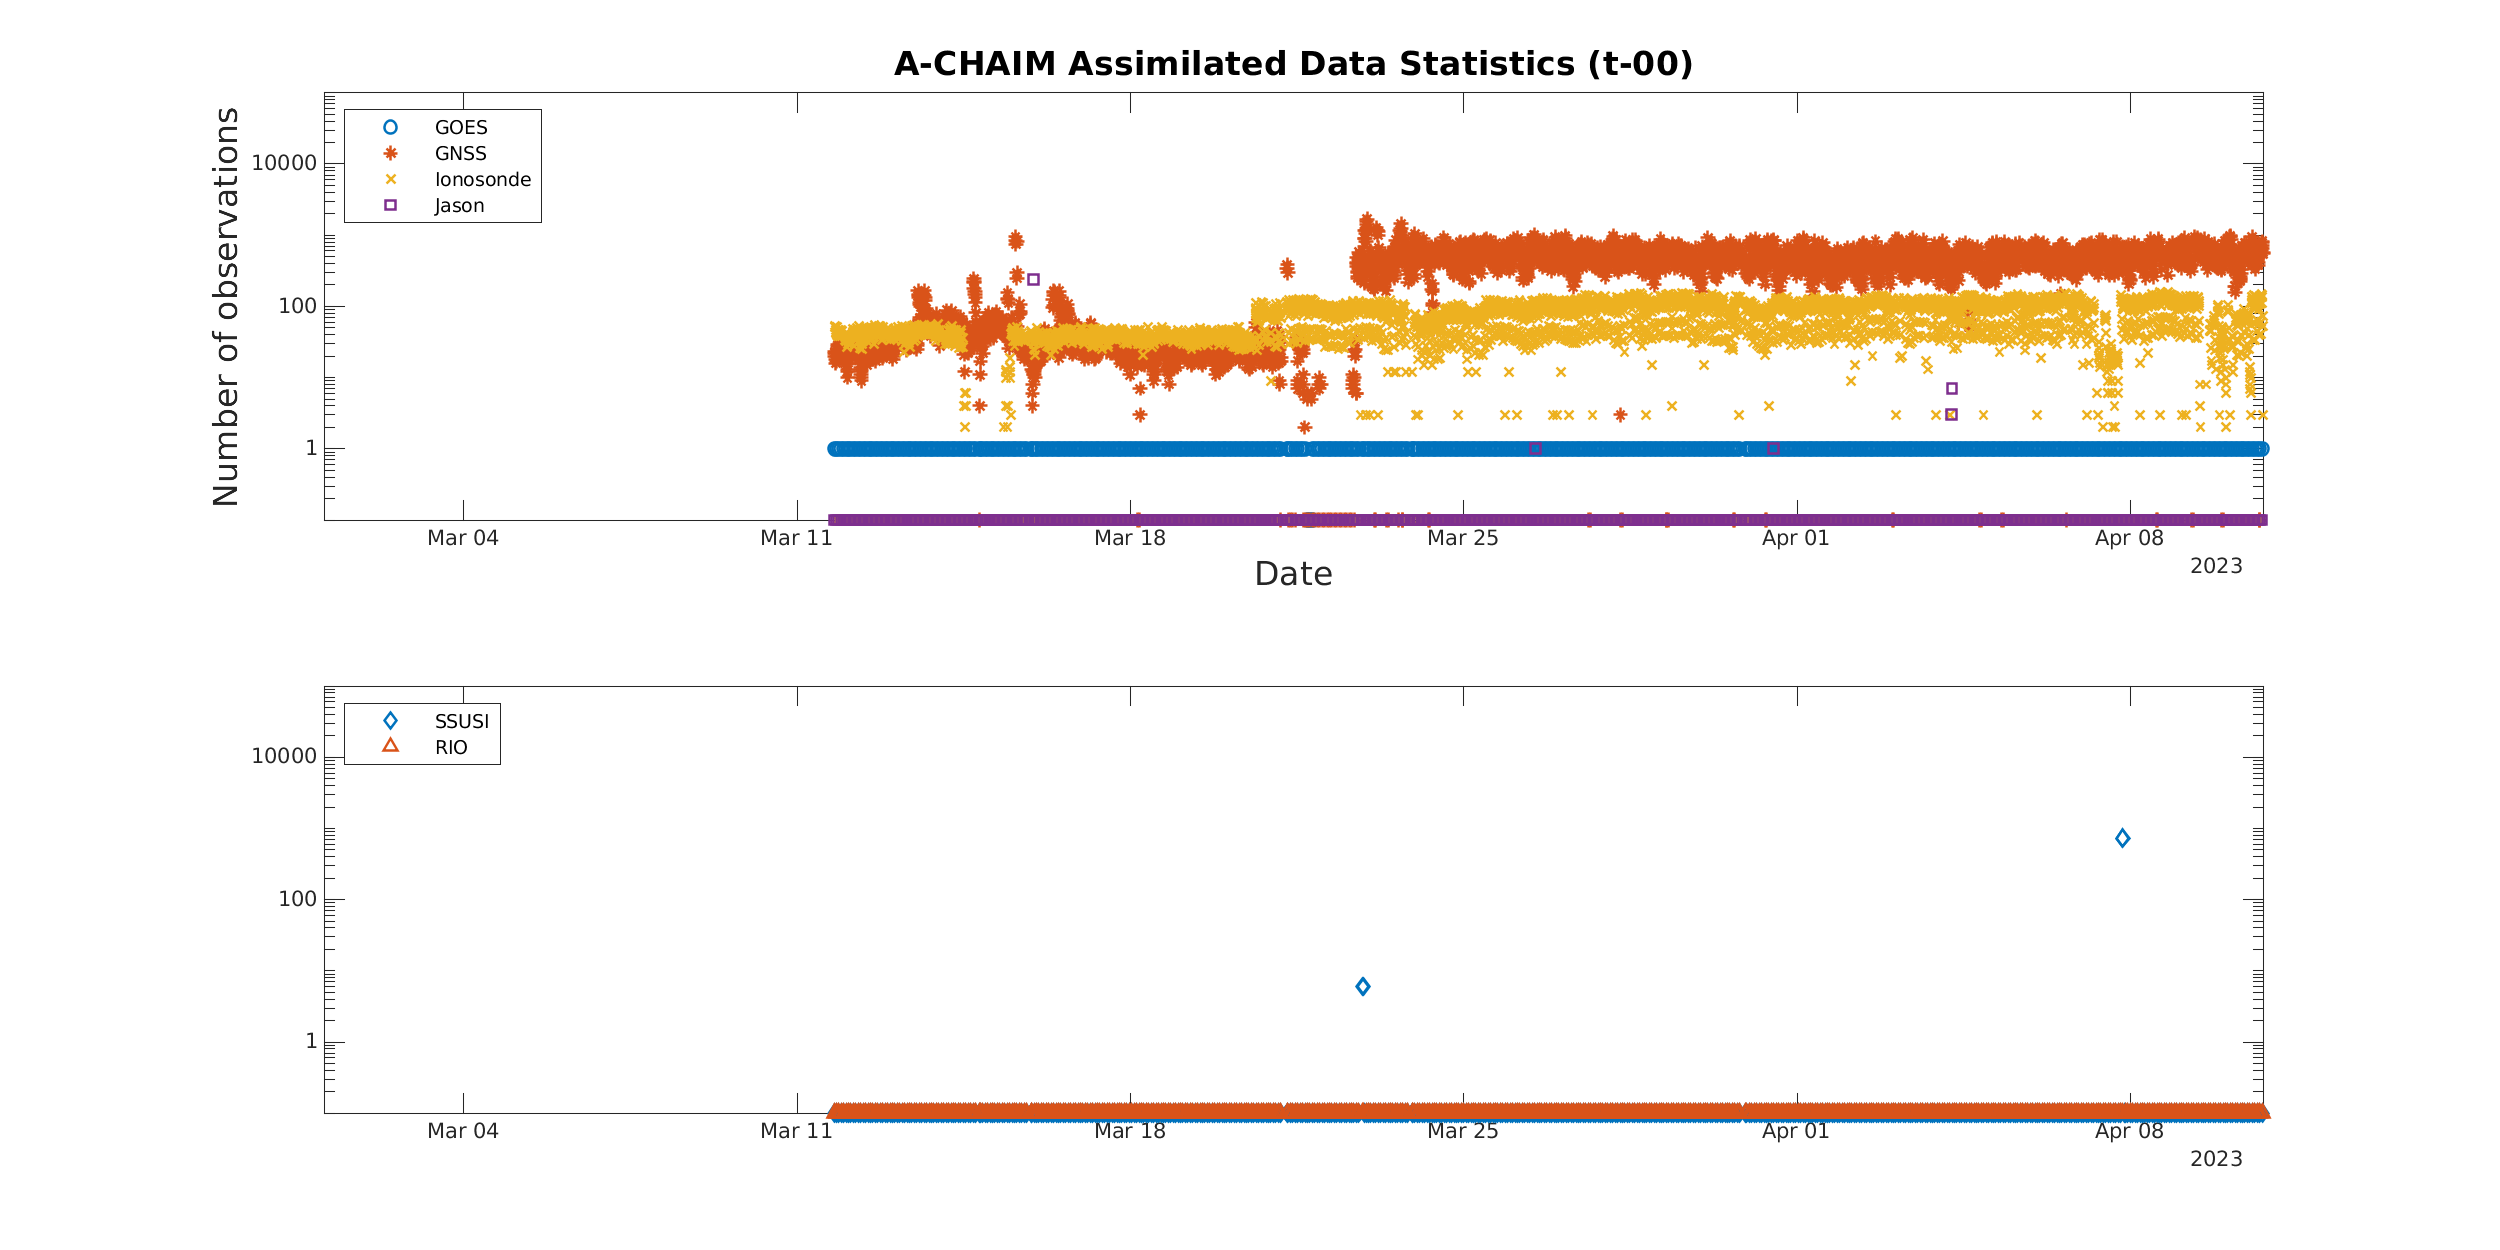 A-CHAIM Assimilated Data Statistics (t-00)
Number of observations
GOES
GNSS
Ionosonde
Jason
10000
100
1
Mar 04 Mar 11 Mar 18 Mar 25 Apr 01 Apr 08
2023
Date
SSUSI
RIO
10000
100
1
Mar 04 Mar 11 Mar 18 Mar 25 Apr 01 Apr 08
2023